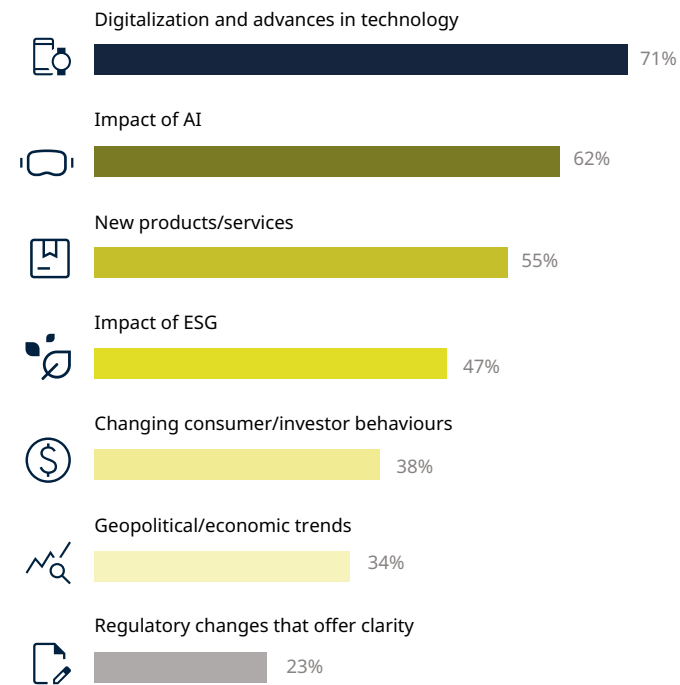 Digitalization and advances in technology
71%
Impact of AI
62%
New products/services
55%
Impact of ESG
47%
Changing consumer/investor behaviours
38%
Geopolitical/economic trends
34%
Regulatory changes that offer clarity
23%